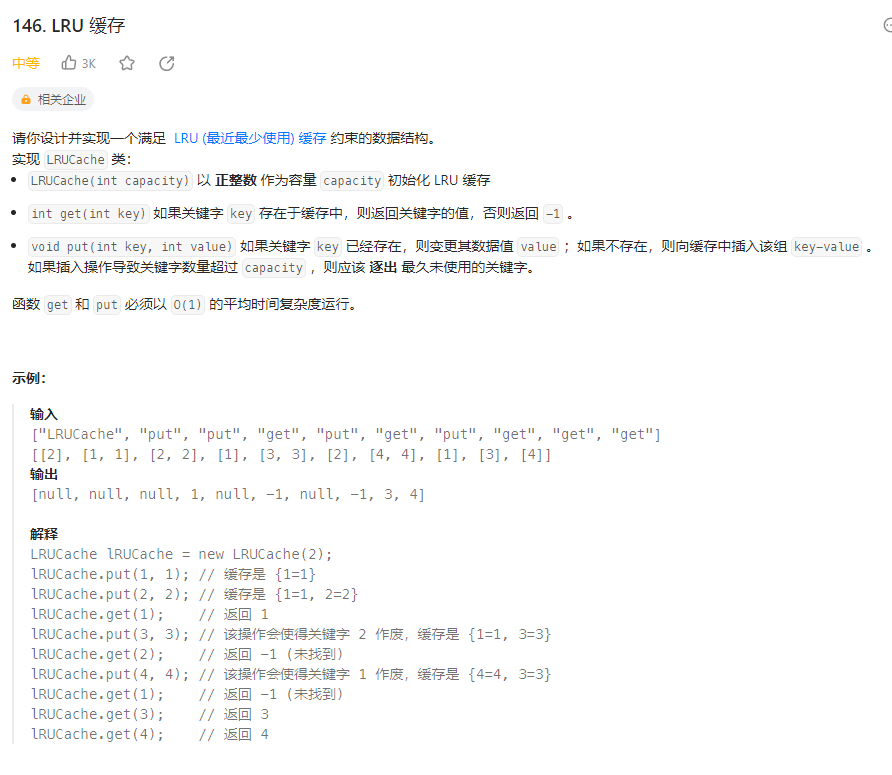 146. LRU 缓存
中等 3K
相关企业
请你设计并实现一个满足 LRU (最近最少使用) 缓存 约束的数据结构。
实现 LRUCache 类：
• LRUCache(int capacity) 以 正整数 作为容量 capacity 初始化 LRU 缓存
• int get(int key) 如果关键字 key 存在于缓存中，则返回关键字的值，否则返回 -1 。
• void put(int key, int value) 如果关键字 key 已经存在，则变更其数据值 value ；如果不存在，则向缓存中插入该组 key-value 。
如果插入操作导致关键字数量超过 capacity ，则应该 逐出 最久未使用的关键字。
函数 get 和 put 必须以 O(1) 的平均时间复杂度运行。
示例：
输入
["LRUCache", "put", "put", "get", "put", "get", "put", "get", "get", "get"]
[[2], [1, 1], [2, 2], [1], [3, 3], [2], [4, 4], [1], [3], [4]]
输出
[null, null, null, 1, null, -1, null, -1, 3, 4]
解释
LRUCache lRUCache = new LRUCache(2);
lRUCache.put(1, 1); // 缓存是 {1=1}
lRUCache.put(2, 2); // 缓存是 {1=1, 2=2}
lRUCache.get(1);    // 返回 1
lRUCache.put(3, 3); // 该操作会使得关键字 2 作废，缓存是 {1=1, 3=3}
lRUCache.get(2);    // 返回 -1 (未找到)
lRUCache.put(4, 4); // 该操作会使得关键字 1 作废，缓存是 {4=4, 3=3}
lRUCache.get(1);    // 返回 -1 (未找到)
lRUCache.get(3);    // 返回 3
lRUCache.get(4);    // 返回 4